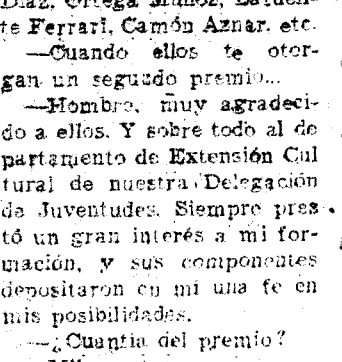 Díaz, Ortega Muñoz, Lafuen-
te Ferrari, Camón Aznar. etc.
—Cuando ellos te otor-
gan un segundo premio...
—Hombre, muy agradeci-
do a ellos. Y sobre todo al de
partamento de Extensión Cul
tural de nuestra Delegación
de Juventudes. Siempre pres
tó un gran interés a mi for-
mación, y sus componentes
depositaron en mi una fe en
mis posibilidades.
—¿Cuantía del premio?